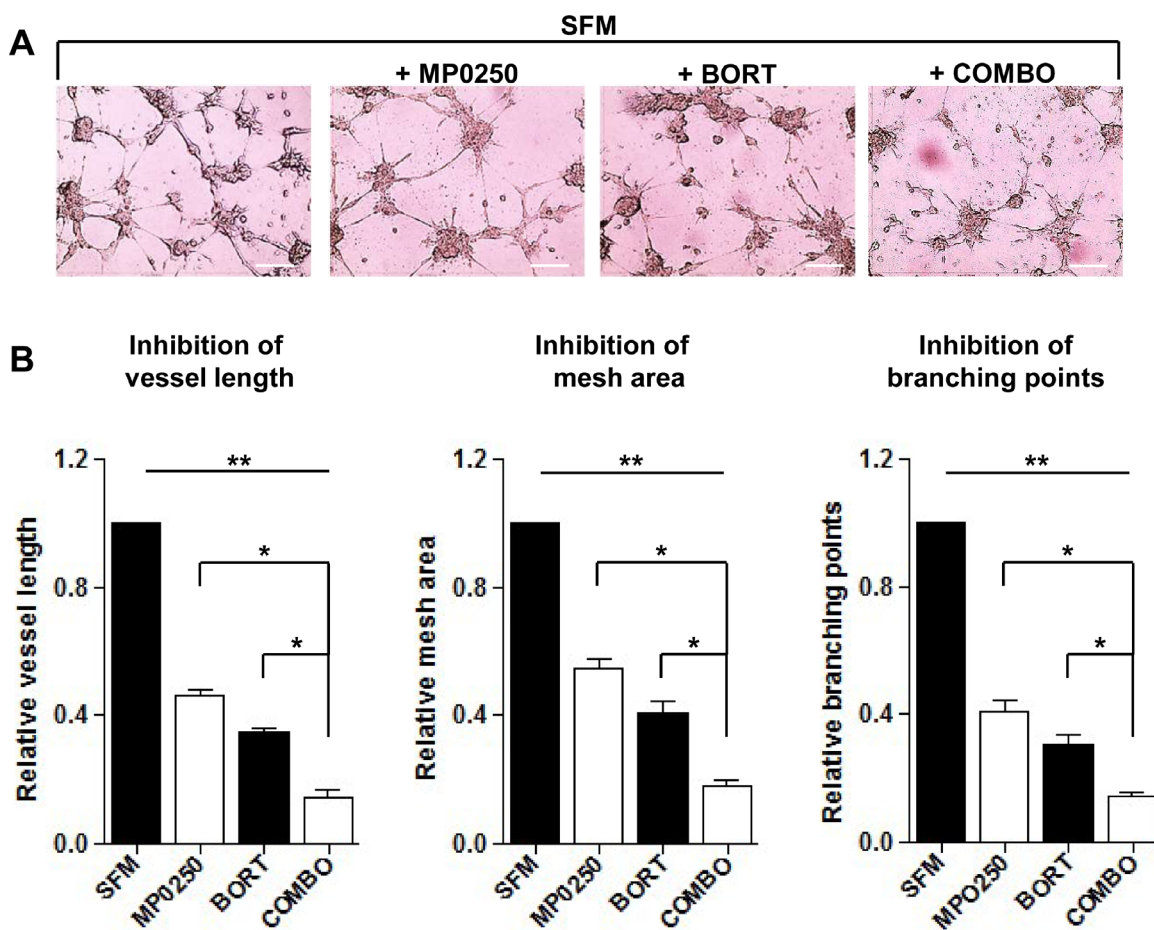 A
SFM
+ MP0250
+ BORT
+ COMBO
B
Inhibition of
vessel length
Inhibition of
mesh area
Inhibition of
branching points
Relative vessel length
1.2
0.8
0.4
0.0
**
*
*
SFM
MP0250
BORT
COMBO
Relative mesh area
1.2
0.8
0.4
0.0
**
*
*
SFM
MP0250
BORT
COMBO
Relative branching points
1.2
0.8
0.4
0.0
**
*
*
SFM
MPO250
BORT
COMBO